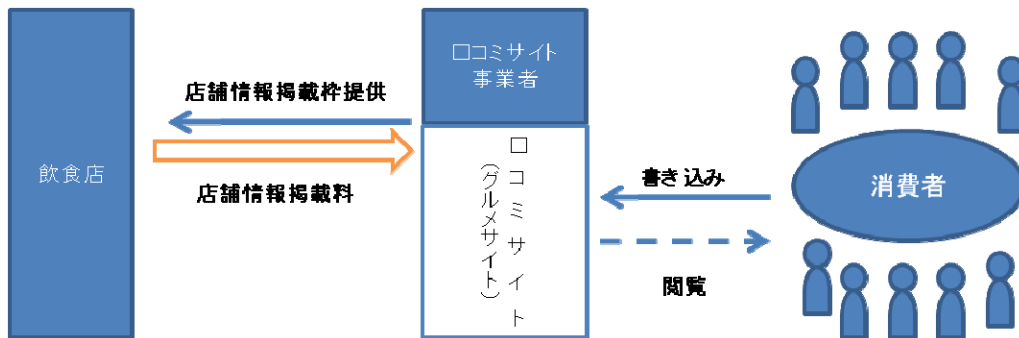 飲食店
店舗情報掲載枠提供
店舗情報掲載料
口コミサイト
事業者
口コミサイト
(グルメサイト)
書き込み
閲覧
消費者